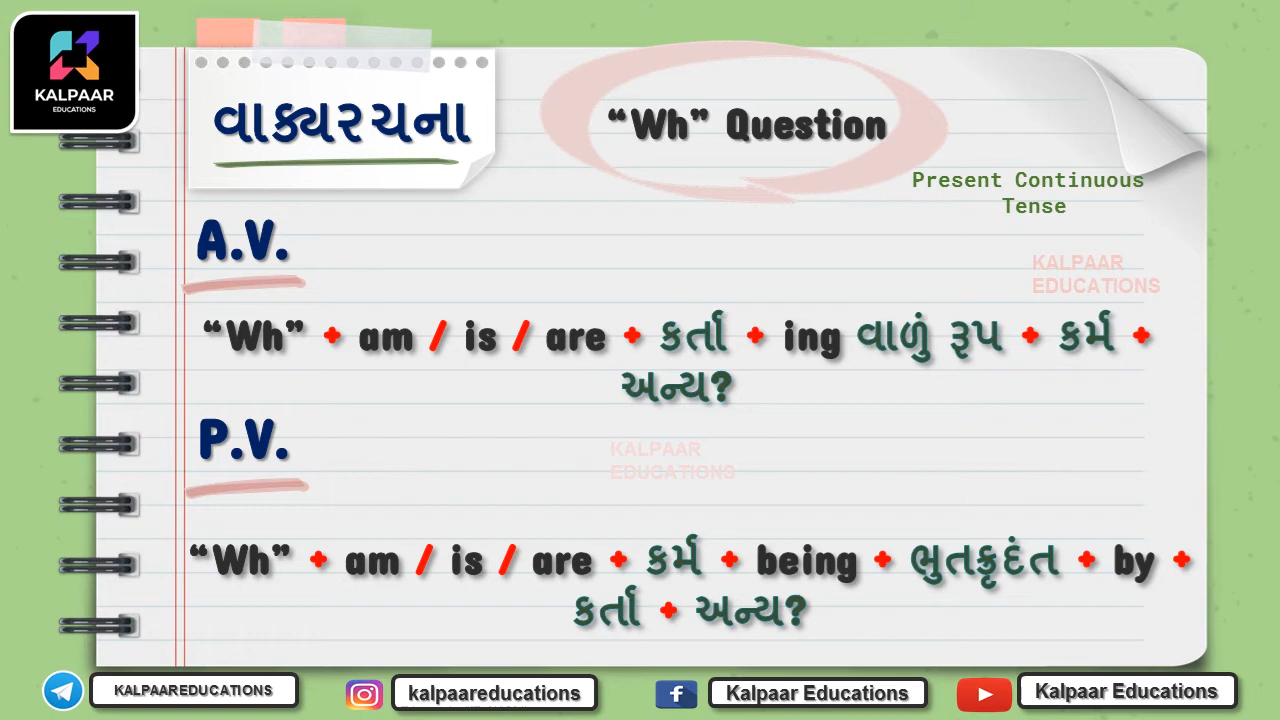 KALPAAR
EDUCATIONS
વાક્યરચના
“Wh” Question
Present Continuous
Tense
A.V.
KALPAAR
EDUCATIONS
“Wh” + am / is / are + કર્તા + ing વાળું રૂપ + કર્મ +
અન્ય?
P.V.
KALPAAR
EDUCATIONS
“Wh” + am / is / are + કર્મ + being + ભુતકૃદંત + by +
કર્તા + અન્ય?
KALPAAREDUCATIONS
kalpaareducations
Kalpaar Educations
Kalpaar Educations